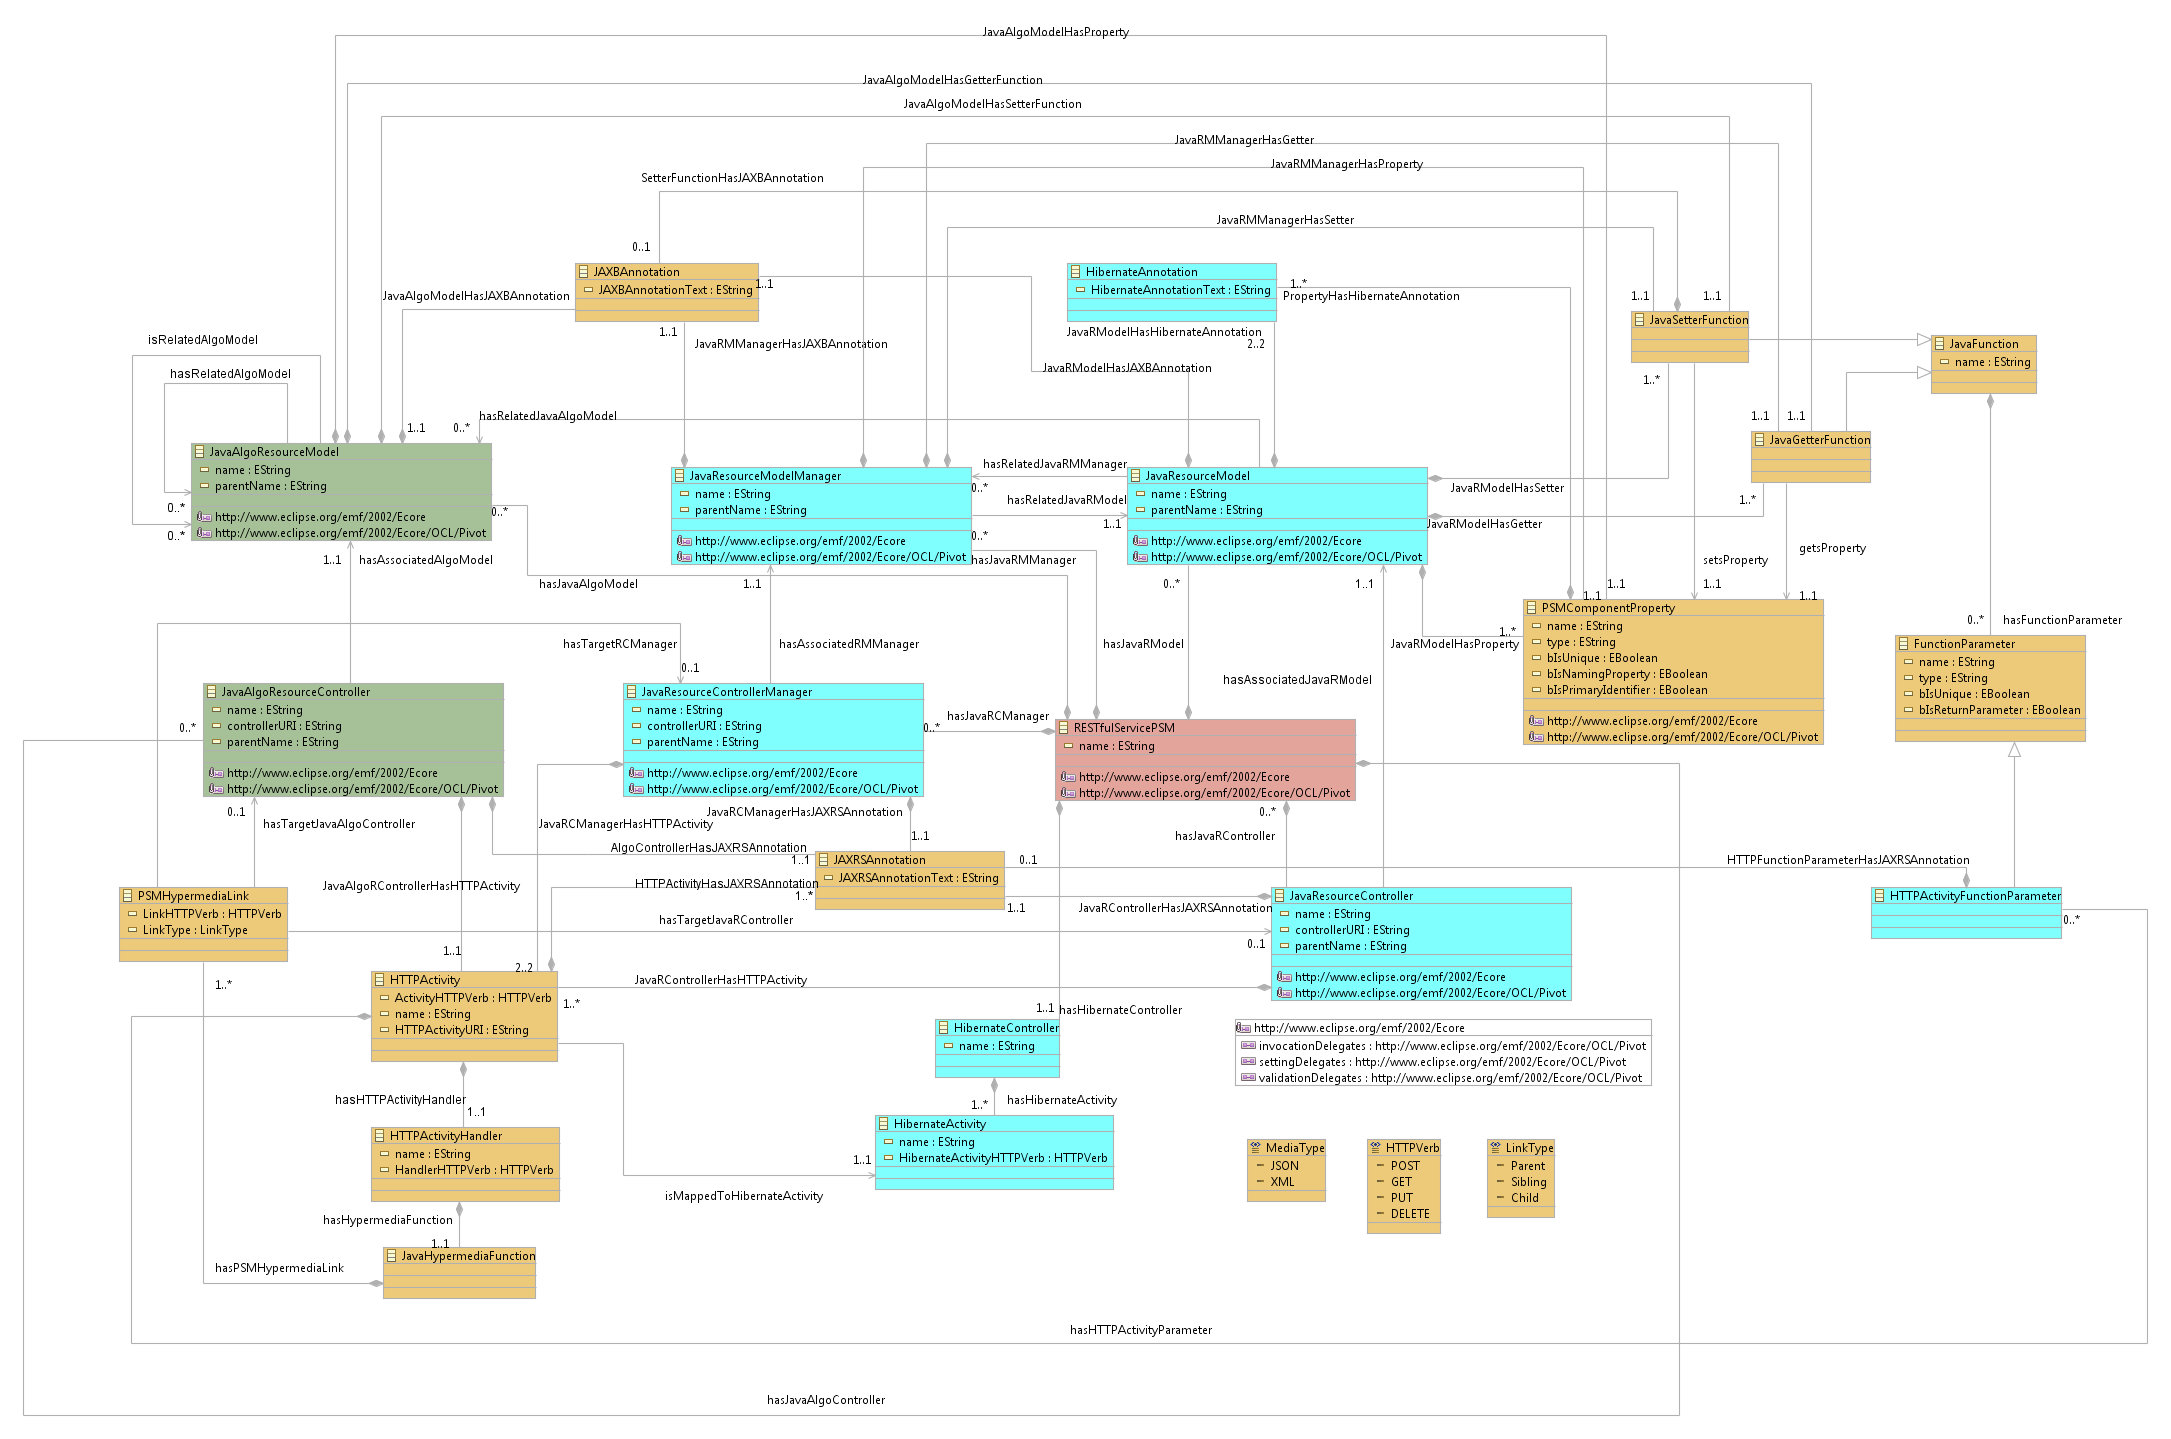 JavaAlgoModelHasProperty
JavaAlgoModelHasGetterFunction
JavaAlgoModelHasSetterFunction
JavaRMManagerHasGetter
JavaRMManagerHasProperty
SetterFunctionHasJAXBAnnotation
JavaRMManagerHasSetter
0..1
JAXBAnnotation
JAXBAnnotationText : EString
1..1
JavaAlgoModelHasJAXBAnnotation
1..1
JavaRMManagerHasJAXBAnnotation
HibernateAnnotation
HibernateAnnotationText : EString
1..*
PropertyHasHibernateAnnotation
JavaRModelHasHibernateAnnotation
2..2
JavaRModelHasJAXBAnnotation
1..1
1..1
JavaSetterFunction
1..*
JavaFunction
name : EString
1..1
1..1
JavaGetterFunction
1..*
isRelatedAlgoModel
hasRelatedAlgoModel
hasRelatedJavaAlgoModel
1..1
0..*
JavaAlgoResourceModel
name : EString
parentName : EString
http://www.eclipse.org/emf/2002/Ecore
http://www.eclipse.org/emf/2002/Ecore/OCL/Pivot
0..*
0..*
0..*
JavaResourceModelManager
name : EString
parentName : EString
http://www.eclipse.org/emf/2002/Ecore
http://www.eclipse.org/emf/2002/Ecore/OCL/Pivot
hasRelatedJavaRMManager
0..*
hasRelatedJavaRModel
1..1
0..*
hasJavaRMManager
JavaResourceModel
name : EString
parentName : EString
http://www.eclipse.org/emf/2002/Ecore
http://www.eclipse.org/emf/2002/Ecore/OCL/Pivot
JavaRModelHasSetter
JavaRModelHasGetter
setsProperty
getsProperty
1..1
hasAssociatedAlgoModel
hasJavaAlgoModel
1..1
0..*
1..1
1..1
1..1
1..1
1..1
PSMComponentProperty
name : EString
type : EString
bIsUnique : EBoolean
bIsNamingProperty : EBoolean
bIsPrimaryIdentifier : EBoolean
http://www.eclipse.org/emf/2002/Ecore
http://www.eclipse.org/emf/2002/Ecore/OCL/Pivot
1..*
JavaRModelHasProperty
0..*
hasFunctionParameter
FunctionParameter
name : EString
type : EString
bIsUnique : EBoolean
bIsReturnParameter : EBoolean
hasTargetRCManager
0..1
hasAssociatedRMManager
hasJavaRModel
hasAssociatedJavaRModel
JavaAlgoResourceController
name : EString
controllerURI : EString
parentName : EString
http://www.eclipse.org/emf/2002/Ecore
http://www.eclipse.org/emf/2002/Ecore/OCL/Pivot
0..*
JavaResourceControllerManager
name : EString
controllerURI : EString
parentName : EString
http://www.eclipse.org/emf/2002/Ecore
http://www.eclipse.org/emf/2002/Ecore/OCL/Pivot
hasJavaRCManager
0..*
RESTfulServicePSM
name : EString
http://www.eclipse.org/emf/2002/Ecore
http://www.eclipse.org/emf/2002/Ecore/OCL/Pivot
0..1
hasTargetJavaAlgoController
JavaRCManagerHasHTTPActivity
JavaRCManagerHasJAXRSAnnotation
1..1
0..*
hasJavaRController
AlgoControllerHasJAXRSAnnotation
1..1
JAXRSAnnotation
JAXRSAnnotationText : EString
0..1
HTTPFunctionParameterHasJAXRSAnnotation
JavaAlgoRControllerHasHTTPActivity
HTTPActivityHasJAXRSAnnotation
1..*
1..1
JavaRControllerHasJAXRSAnnotation
PSMHypermediaLink
LinkHTTPVerb : HTTPVerb
LinkType : LinkType
hasTargetJavaRController
0..1
JavaResourceController
name : EString
controllerURI : EString
parentName : EString
http://www.eclipse.org/emf/2002/Ecore
http://www.eclipse.org/emf/2002/Ecore/OCL/Pivot
HTTPActivityFunctionParameter
0..*
1..1
2..2
1..*
HTTPActivity
ActivityHTTPVerb : HTTPVerb
name : EString
HTTPActivityURI : EString
1..*
JavaRControllerHasHTTPActivity
1..1
hasHibernateController
HibernateController
name : EString
http://www.eclipse.org/emf/2002/Ecore
invocationDelegates : http://www.eclipse.org/emf/2002/Ecore/OCL/Pivot
settingDelegates : http://www.eclipse.org/emf/2002/Ecore/OCL/Pivot
validationDelegates : http://www.eclipse.org/emf/2002/Ecore/OCL/Pivot
hasHTTPActivityHandler
1..1
1..*
hasHibernateActivity
HibernateActivity
name : EString
HibernateActivityHTTPVerb : HTTPVerb
1..1
isMappedToHibernateActivity
HTTPActivityHandler
name : EString
HandlerHTTPVerb : HTTPVerb
MediaType
JSON
XML
HTTPVerb
POST
GET
PUT
DELETE
LinkType
Parent
Sibling
Child
hasHypermediaFunction
1..1
JavaHypermediaFunction
hasPSMHypermediaLink
hasHTTPActivityParameter
hasJavaAlgoController